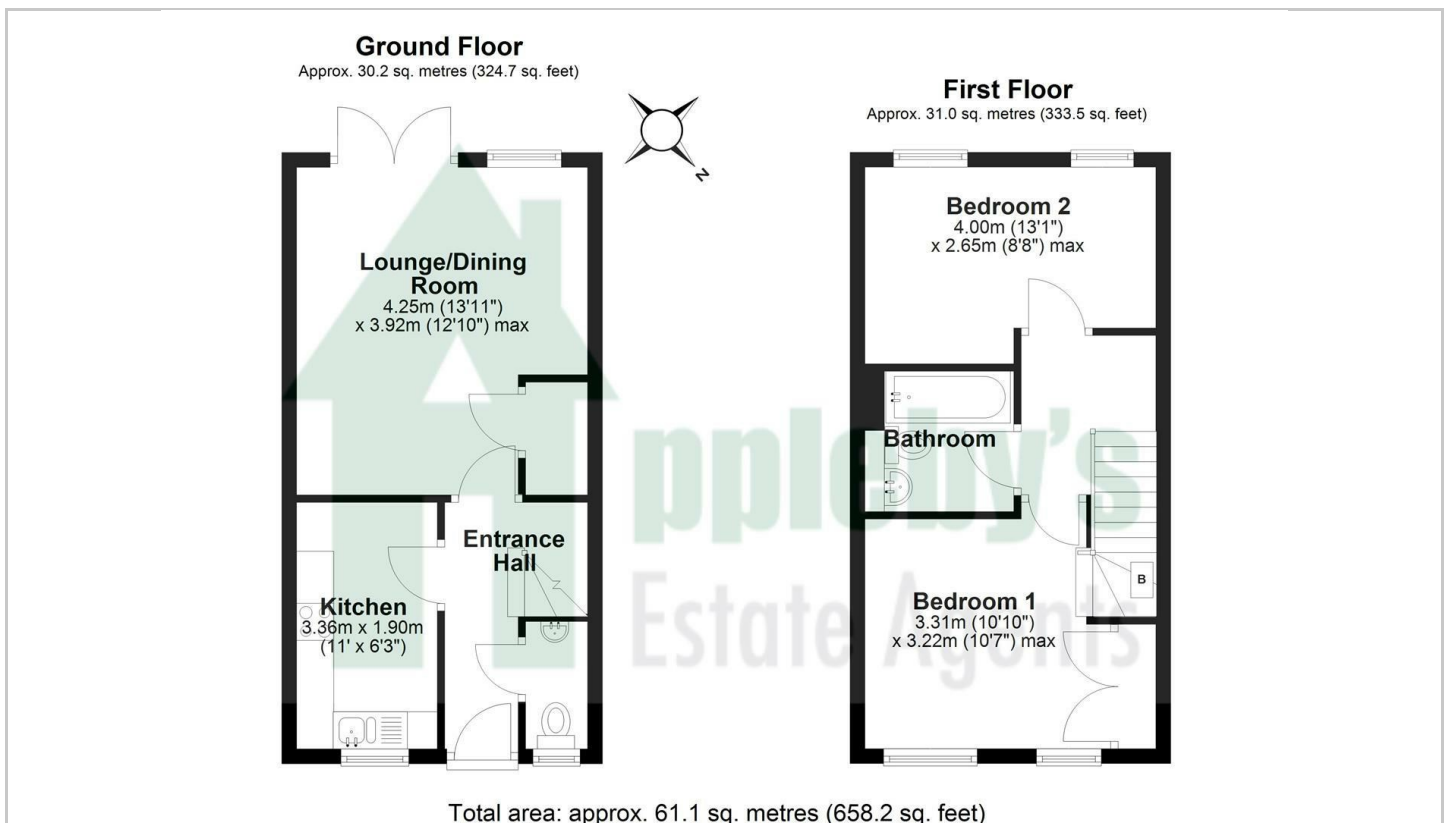 Ground Floor
Approx. 30.2 sq. metres (324.7 sq. feet)
Lounge/Dining
Room
4.25m (13'11")
x 3.92m (12'10") max
Entrance
Hall
Kitchen
3.36m x 1.90m
(11' x 6'3")
N
First Floor
Approx. 31.0 sq. metres (333.5 sq. feet)
Bedroom 2
4.00m (13'1")
x 2.65m (8'8") max
Bathroom
Bedroom 1
3.31m (10'10")
x 3.22m (10'7") max
B
ppleby's
Estate Agents
Total area: approx. 61.1 sq. metres (658.2 sq. feet)